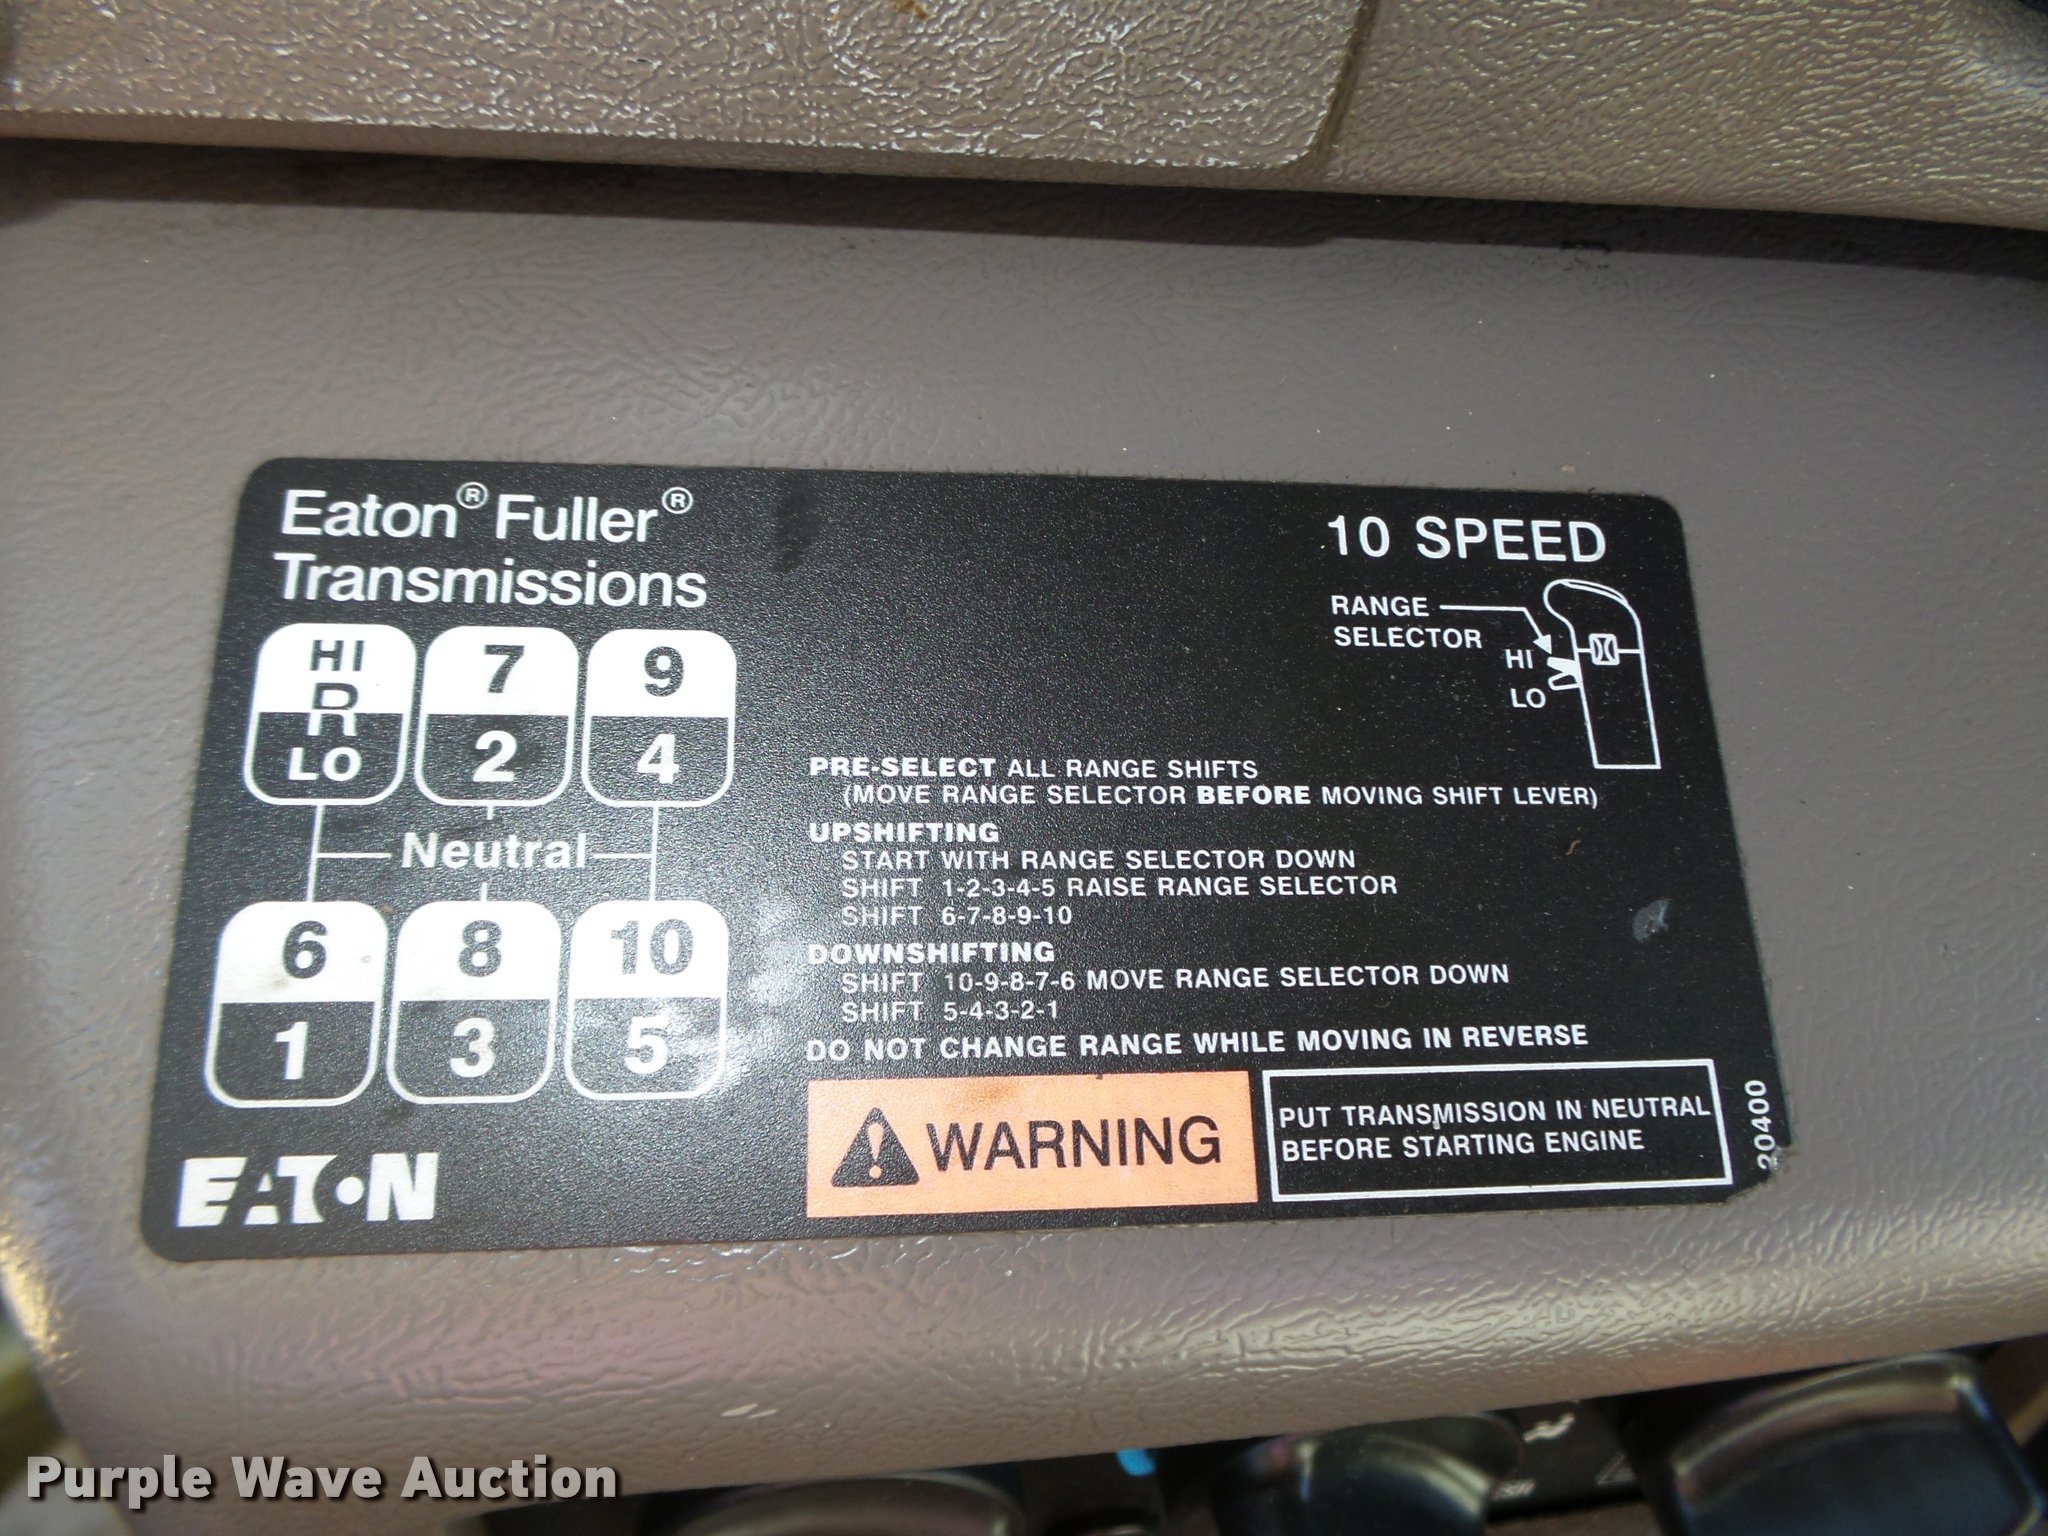 Eaton® Fuller®
Transmissions
10 SPEED
RANGE
SELECTOR
HI
LO
HI
R
LO
7
2
9
4
Neutral
6
1
8
3
10
5
PRE-SELECT ALL RANGE SHIFTS
(MOVE RANGE SELECTOR BEFORE MOVING SHIFT LEVER)
UPSHIFTING
START WITH RANGE SELECTOR DOWN
SHIFT 1-2-3-4-5 RAISE RANGE SELECTOR
SHIFT 6-7-8-9-10
DOWNSHIFTING
SHIFT 10-9-8-7-6 MOVE RANGE SELECTOR DOWN
SHIFT 5-4-3-2-1
DO NOT CHANGE RANGE WHILE MOVING IN REVERSE
WARNING
PUT TRANSMISSION IN NEUTRAL
BEFORE STARTING ENGINE
20400
EATON
Purple Wave Auction